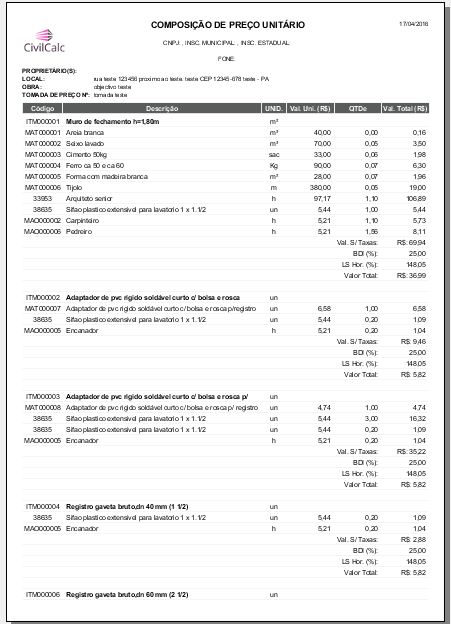 COMPOSIÇÃO DE PREÇO UNITÁRIO
17/04/2016
CivilCalc
CNPJ: , INSC. MUNICIPAL: , INSC. ESTADUAL:
FONE:
PROPRIETÁRIO(S):
LOCAL: rua teste 123456 proximo ao teste. teste CEP 12345-678 teste - PA
OBRA: objectivo teste
TOMADA DE PREÇO Nº: tomada teste
Código Descrição UNID. Val. Uni. (R$) QTDe Val. Total (R$)
ITM000001 Muro de fechamento h=1,80m m²
MAT000001 Areia branca m³ 40,00 0,00 0,16
MAT000002 Seixo lavado m³ 70,00 0,05 3,50
MAT000003 Cimento 50kg sac 33,00 0,06 1,98
MAT000004 Ferro ca 50 e ca 60 Kg 90,00 0,07 6,30
MAT000005 Forma com madeira branca m² 28,00 0,07 1,96
MAT000006 Tijolo m 380,00 0,05 19,00
33953 Arquiteto senior h 97,17 1,10 106,89
38635 Sifao plastico extensivel para lavatorio 1 x 1.1/2 un 5,44 1,00 5,44
MAO000002 Carpinteiro h 5,21 1,10 5,73
MAO000006 Pedreiro h 5,21 1,56 8,11
Val. S/ Taxas: R$: 69,94
BDI (%): 25,00
LS Hor. (%): 148,05
Valor Total: R$: 36,99
ITM000002 Adaptador de pvc rigido soldável curto c/ bolsa e rosca un
MAT000007 Adaptador de pvc rigido soldável curto c/ bolsa e rosca p/registro un 6,58 1,00 6,58
38635 Sifao plastico extensivel para lavatorio 1 x 1.1/2 un 5,44 0,20 1,09
MAO000005 Encanador h 5,21 0,20 1,04
Val. S/ Taxas: R$: 9,46
BDI (%): 25,00
LS Hor. (%): 148,05
Valor Total: R$: 5,82
ITM000003 Adaptador de pvc rigido soldável curto c/ bolsa e rosca p/ un
MAT000008 Adaptador de pvc rigido soldável curto c/ bolsa e rosca p/ registro un 4,74 1,00 4,74
38635 Sifao plastico extensivel para lavatorio 1 x 1.1/2 un 5,44 3,00 16,32
38635 Sifao plastico extensivel para lavatorio 1 x 1.1/2 un 5,44 0,20 1,09
MAO000005 Encanador h 5,21 0,20 1,04
Val. S/ Taxas: R$: 35,22
BDI (%): 25,00
LS Hor. (%): 148,05
Valor Total: R$: 5,82
ITM000004 Registro gaveta bruto,dn 40 mm (1 1/2) un
38635 Sifao plastico extensivel para lavatorio 1 x 1.1/2 un 5,44 0,20 1,09
MAO000005 Encanador h 5,21 0,20 1,04
Val. S/ Taxas: R$: 2,88
BDI (%): 25,00
LS Hor. (%): 148,05
Valor Total: R$: 5,82
ITM000006 Registro gaveta bruto,dn 60 mm (2 1/2) un